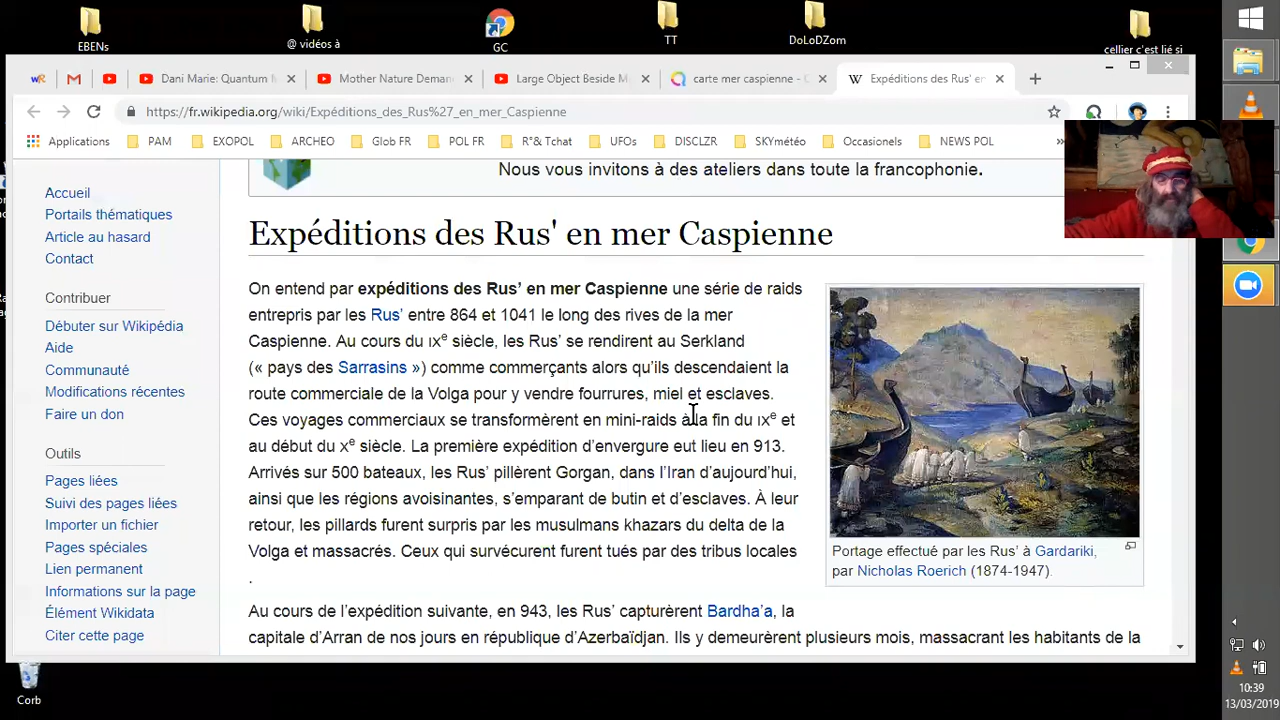 EBENs
@ vidéos à
GC
TT
DoLoDZom
cellier c'est lié si
Dani Marie: Quantum
Mother Nature Deman
Large Object Beside M
carte mer caspienne -
Expéditions des Rus' en
https://fr.wikipedia.org/wiki/Expéditions_des_Rus%27_en_mer_Caspienne
Applications
PAM
EXOPOL
ARCHEO
Glob FR
POL FR
R°& Tchat
UFOs
DISCLZR
SKYmétéo
Occasionels
NEWS POL
»
Nous vous invitons à des ateliers dans toute la francophonie.
Accueil
Portails thématiques
Article au hasard
Contact
Contribuer
Débuter sur Wikipédia
Aide
Communauté
Modifications récentes
Faire un don
Outils
Pages liées
Suivi des pages liées
Importer un fichier
Pages spéciales
Lien permanent
Informations sur la page
Élément Wikidata
Citer cette page
Expéditions des Rus' en mer Caspienne
On entend par expéditions des Rus’ en mer Caspienne une série de raids
entrepris par les Rus’ entre 864 et 1041 le long des rives de la mer
Caspienne. Au cours du IXe siècle, les Rus’ se rendirent au Serkland
(« pays des Sarrasins ») comme commerçants alors qu’ils descendaient la
route commerciale de la Volga pour y vendre fourrures, miel et esclaves.
Ces voyages commerciaux se transformèrent en mini-raids à la fin du IXe et
au début du Xe siècle. La première expédition d’envergure eut lieu en 913.
Arrivés sur 500 bateaux, les Rus’ pillèrent Gorgan, dans l’Iran d’aujourd’hui,
ainsi que les régions avoisinantes, s’emparant de butin et d’esclaves. À leur
retour, les pillards furent surpris par les musulmans khazars du delta de la
Volga et massacrés. Ceux qui survécurent furent tués par des tribus locales
.
Au cours de l’expédition suivante, en 943, les Rus’ capturèrent Bardha’a, la
capitale d’Arran de nos jours en république d’Azerbaïdjan. Ils y demeurèrent plusieurs mois, massacrant les habitants de la
Portage effectué par les Rus’ à Gardariki,
par Nicholas Roerich (1874-1947).
Corb
10:39
13/03/2019